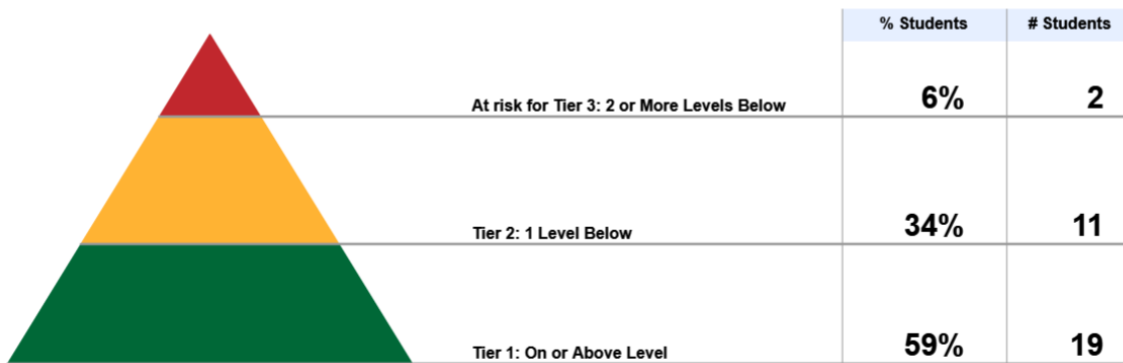 % Students # Students
At risk for Tier 3: 2 or More Levels Below 6% 2
Tier 2: 1 Level Below 34% 11
Tier 1: On or Above Level 59% 19